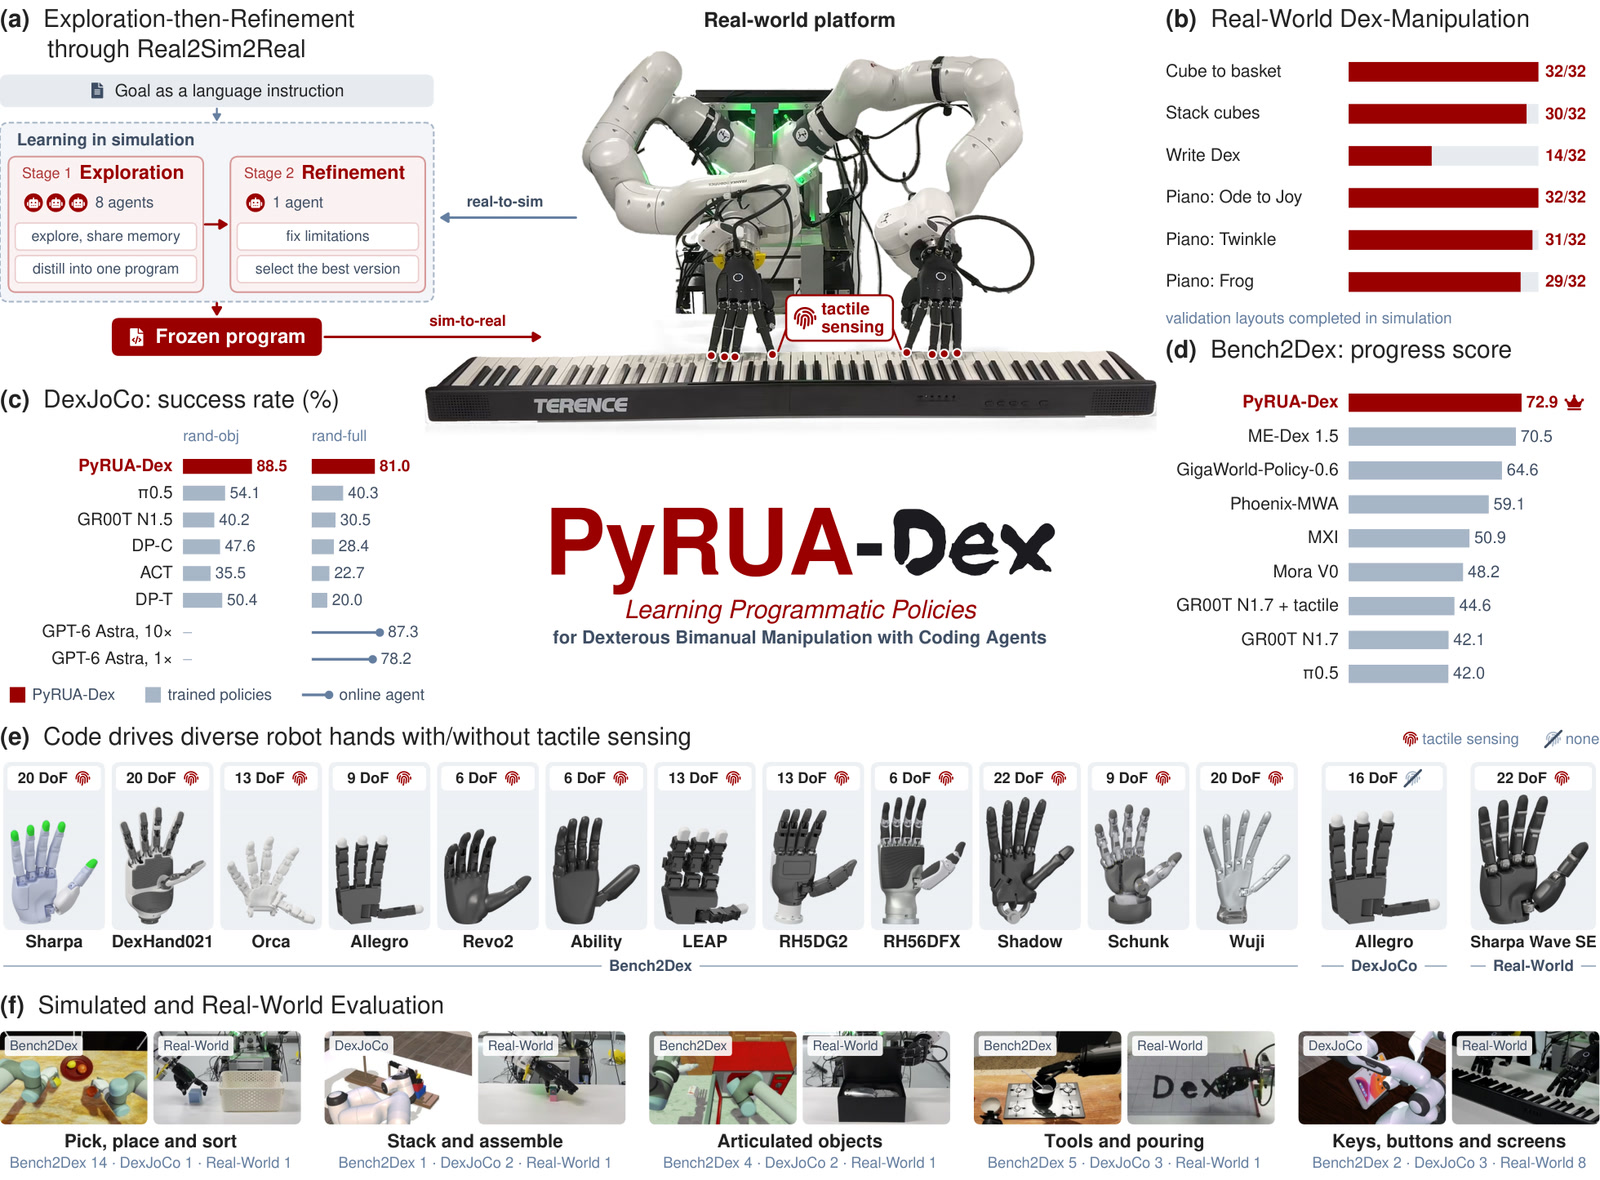 (a) Exploration-then-Refinement
through Real2Sim2Real
Goal as a language instruction
Learning in simulation
Stage 1 Exploration
8 agents
explore, share memory
distill into one program
Stage 2 Refinement
1 agent
fix limitations
select the best version
Frozen program
real-to-sim
sim-to-real
Real-world platform
tactile
sensing
TERENCE
(b) Real-World Dex-Manipulation
Cube to basket 32/32
Stack cubes 30/32
Write Dex 14/32
Piano: Ode to Joy 32/32
Piano: Twinkle 31/32
Piano: Frog 29/32
validation layouts completed in simulation
(c) DexJoCo: success rate (%)
rand-obj rand-full
PyRUA-Dex 88.5 81.0
π0.5 54.1 40.3
GR00T N1.5 40.2 30.5
DP-C 47.6 28.4
ACT 35.5 22.7
DP-T 50.4 20.0
GPT-6 Astra, 10× – 87.3
GPT-6 Astra, 1× – 78.2
PyRUA-Dex trained policies online agent
PyRUA-Dex
Learning Programmatic Policies
for Dexterous Bimanual Manipulation with Coding Agents
(d) Bench2Dex: progress score
PyRUA-Dex 72.9
ME-Dex 1.5 70.5
GigaWorld-Policy-0.6 64.6
Phoenix-MWA 59.1
MXI 50.9
Mora V0 48.2
GR00T N1.7 + tactile 44.6
GR00T N1.7 42.1
π0.5 42.0
(e) Code drives diverse robot hands with/without tactile sensing
tactile sensing none
20 DoF 20 DoF 13 DoF 9 DoF 6 DoF 6 DoF 13 DoF 13 DoF 6 DoF 22 DoF 9 DoF 20 DoF 16 DoF 22 DoF
Sharpa DexHand021 Orca Allegro Revo2 Ability LEAP RH5DG2 RH56DFX Shadow Schunk Wuji Allegro Sharpa Wave SE
Bench2Dex DexJoCo Real-World
(f) Simulated and Real-World Evaluation
Bench2Dex Real-World DexJoCo Real-World Bench2Dex Real-World Bench2Dex Real-World DexJoCo Real-World
Dex
Pick, place and sort Stack and assemble Articulated objects Tools and pouring Keys, buttons and screens
Bench2Dex 14 · DexJoCo 1 · Real-World 1 Bench2Dex 1 · DexJoCo 2 · Real-World 1 Bench2Dex 4 · DexJoCo 2 · Real-World 1 Bench2Dex 5 · DexJoCo 3 · Real-World 1 Bench2Dex 2 · DexJoCo 3 · Real-World 8